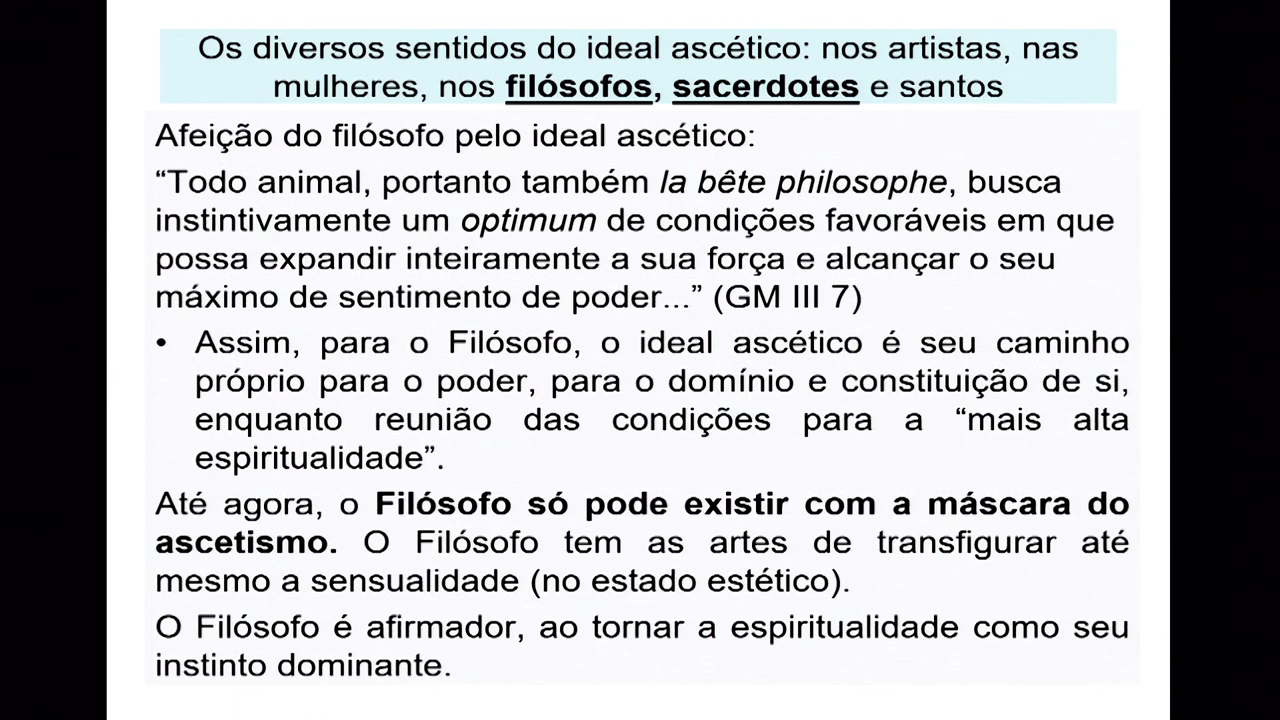 Os diversos sentidos do ideal ascético: nos artistas, nas
mulheres, nos filósofos, sacerdotes e santos
Afeição do filósofo pelo ideal ascético:
“Todo animal, portanto também la bête philosophe, busca
instintivamente um optimum de condições favoráveis em que
possa expandir inteiramente a sua força e alcançar o seu
máximo de sentimento de poder...” (GM III 7)
• Assim, para o Filósofo, o ideal ascético é seu caminho
próprio para o poder, para o domínio e constituição de si,
enquanto reunião das condições para a “mais alta
espiritualidade”.
Até agora, o Filósofo só pode existir com a máscara do
ascetismo. O Filósofo tem as artes de transfigurar até
mesmo a sensualidade (no estado estético).
O Filósofo é afirmador, ao tornar a espiritualidade como seu
instinto dominante.